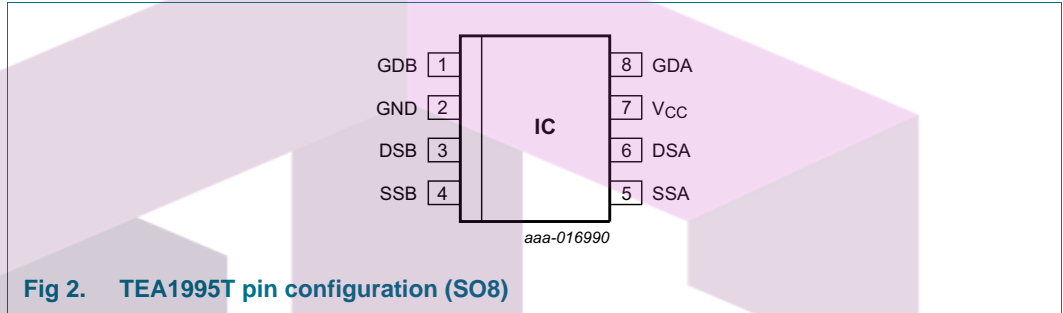 GDB 1 8 GDA
GND 2 7 VCC
IC
DSB 3 6 DSA
SSB 4 5 SSA
aaa-016990
Fig 2. TEA1995T pin configuration (SO8)